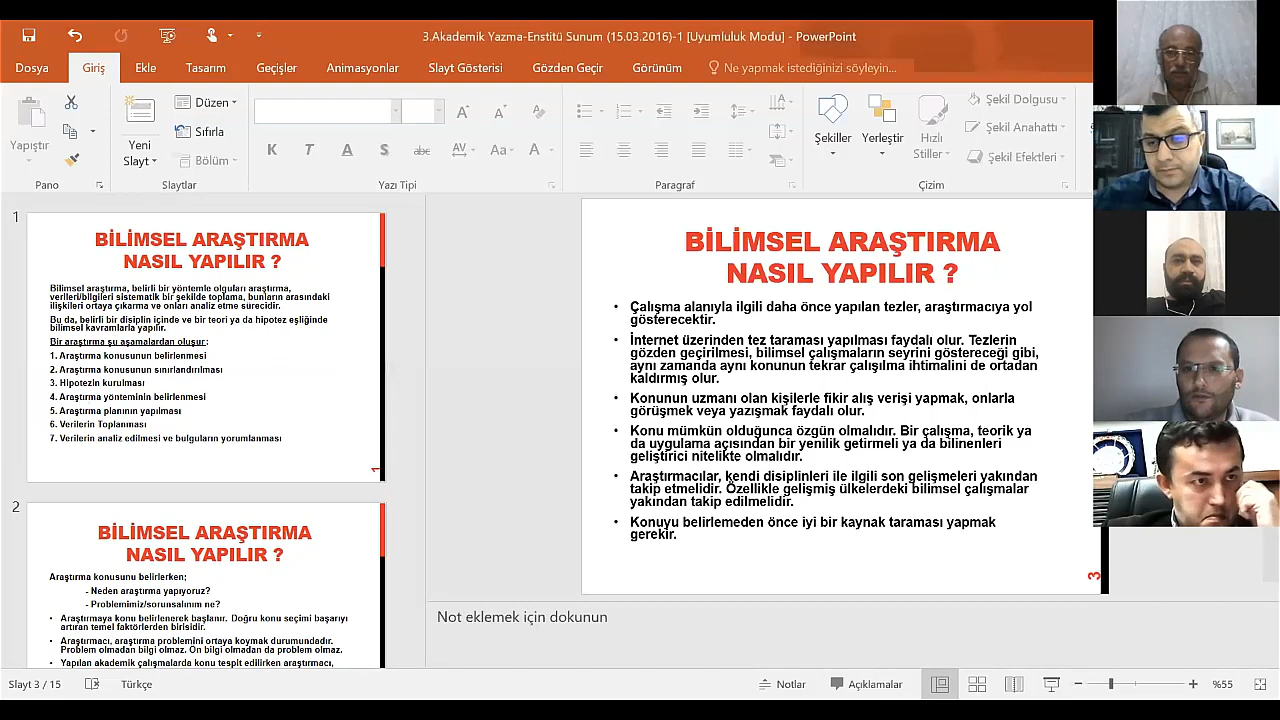 3.Akademik Yazma-Enstitü Sunum (15.03.2016)-1 [Uyumluluk Modu] - PowerPoint
Dosya Giriş Ekle Tasarım Geçişler Animasyonlar Slayt Gösterisi Gözden Geçir Görünüm Ne yapmak istediğinizi söyleyin...
Yapıştır
Yeni
Slayt
Düzen
Sıfırla
Bölüm
K T A S abc AV Aa A
Şekiller Yerleştir Hızlı
Stiller
Şekil Dolgusu
Şekil Anahattı
Şekil Efektleri
Pano Slaytlar Yazı Tipi Paragraf Çizim
1
BİLİMSEL ARAŞTIRMA
NASIL YAPILIR ?
Bilimsel araştırma, belirli bir yöntemle olguları araştırma,
verileri/bilgileri sistematik bir şekilde toplama, bunların arasındaki
ilişkileri ortaya çıkarma ve onları analiz etme sürecidir.
Bu da, belirli bir disiplin içinde ve bir teori ya da hipotez eşliğinde
bilimsel kavramlarla yapılır.
Bir araştırma şu aşamalardan oluşur:
1. Araştırma konusunun belirlenmesi
2. Araştırma konusunun sınırlandırılması
3. Hipotezin kurulması
4. Araştırma yönteminin belirlenmesi
5. Araştırma planının yapılması
6. Verilerin Toplanması
7. Verilerin analiz edilmesi ve bulguların yorumlanması
1
2
BİLİMSEL ARAŞTIRMA
NASIL YAPILIR ?
Araştırma konusunu belirlerken;
- Neden araştırma yapıyoruz?
- Problemimiz/sorunsalınım ne?
• Araştırmaya konu belirlenerek başlanır. Doğru konu seçimi başarıyı
artıran temel faktörlerden birisidir.
• Araştırmacı, araştırma problemini ortaya koymak durumundadır.
Problem olmadan bilgi olmaz. Ön bilgi olmadan da problem olmaz.
• Yapılan akademik çalışmalarda konu tespit edilirken araştırmacı,
BİLİMSEL ARAŞTIRMA
NASIL YAPILIR ?
• Çalışma alanıyla ilgili daha önce yapılan tezler, araştırmacıya yol
gösterecektir.
• İnternet üzerinden tez taraması yapılması faydalı olur. Tezlerin
gözden geçirilmesi, bilimsel çalışmaların seyrini göstereceği gibi,
aynı zamanda aynı konunun tekrar çalışılma ihtimalini de ortadan
kaldırmış olur.
• Konunun uzmanı olan kişilerle fikir alış verişi yapmak, onlarla
görüşmek veya yazışmak faydalı olur.
• Konu mümkün olduğunca özgün olmalıdır. Bir çalışma, teorik ya
da uygulama açısından bir yenilik getirmeli ya da bilinenleri
geliştirici nitelikte olmalıdır.
• Araştırmacılar, kendi disiplinleri ile ilgili son gelişmeleri yakından
takip etmelidir. Özellikle gelişmiş ülkelerdeki bilimsel çalışmalar
yakından takip edilmelidir.
• Konuyu belirlemeden önce iyi bir kaynak taraması yapmak
gerekir.
3
Not eklemek için dokunun
Slayt 3 / 15 Türkçe Notlar Açıklamalar %55